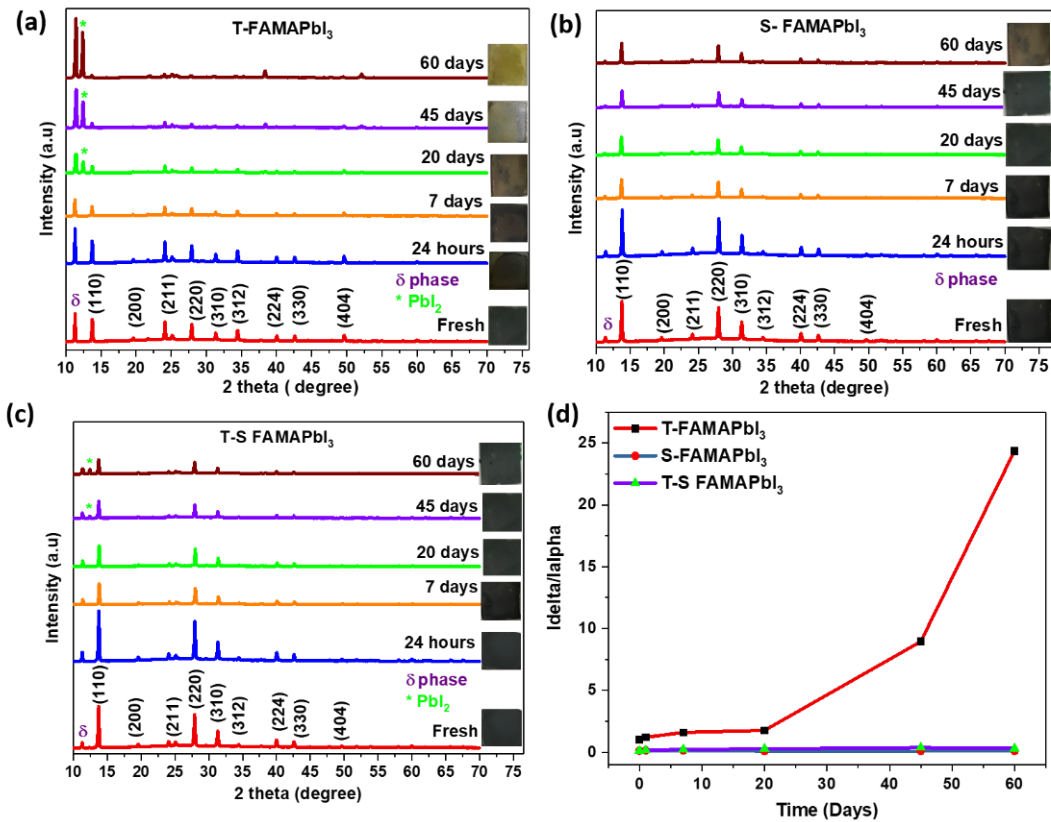 (a)
T-FAMAPbI₃
*
60 days
*
45 days
*
20 days
7 days
24 hours
δ phase
* PbI₂
δ
(110)
(200)
(211)
(220)
(310)
(312)
(224)
(330)
(404)
Fresh
10 15 20 25 30 35 40 45 50 55 60 65 70 75
2 theta ( degree)
Intensity (a.u)
(b)
S- FAMAPbI₃
60 days
45 days
20 days
7 days
24 hours
δ phase
δ
(110)
(200)
(211)
(220)
(310)
(312)
(224)
(330)
(404)
Fresh
10 15 20 25 30 35 40 45 50 55 60 65 70 75
2 theta (degree)
Intensity (a.u)
(c)
T-S FAMAPbI₃
*
60 days
*
45 days
20 days
7 days
24 hours
δ phase
* PbI₂
δ
(110)
(200)
(211)
(220)
(310)
(312)
(224)
(330)
(404)
Fresh
10 15 20 25 30 35 40 45 50 55 60 65 70 75
2 theta (degree)
Intensity (a.u)
(d)
T-FAMAPbI₃
S-FAMAPbI₃
T-S FAMAPbI₃
25
20
15
10
5
0
0 10 20 30 40 50 60
Time (Days)
Idelta/Ialpha